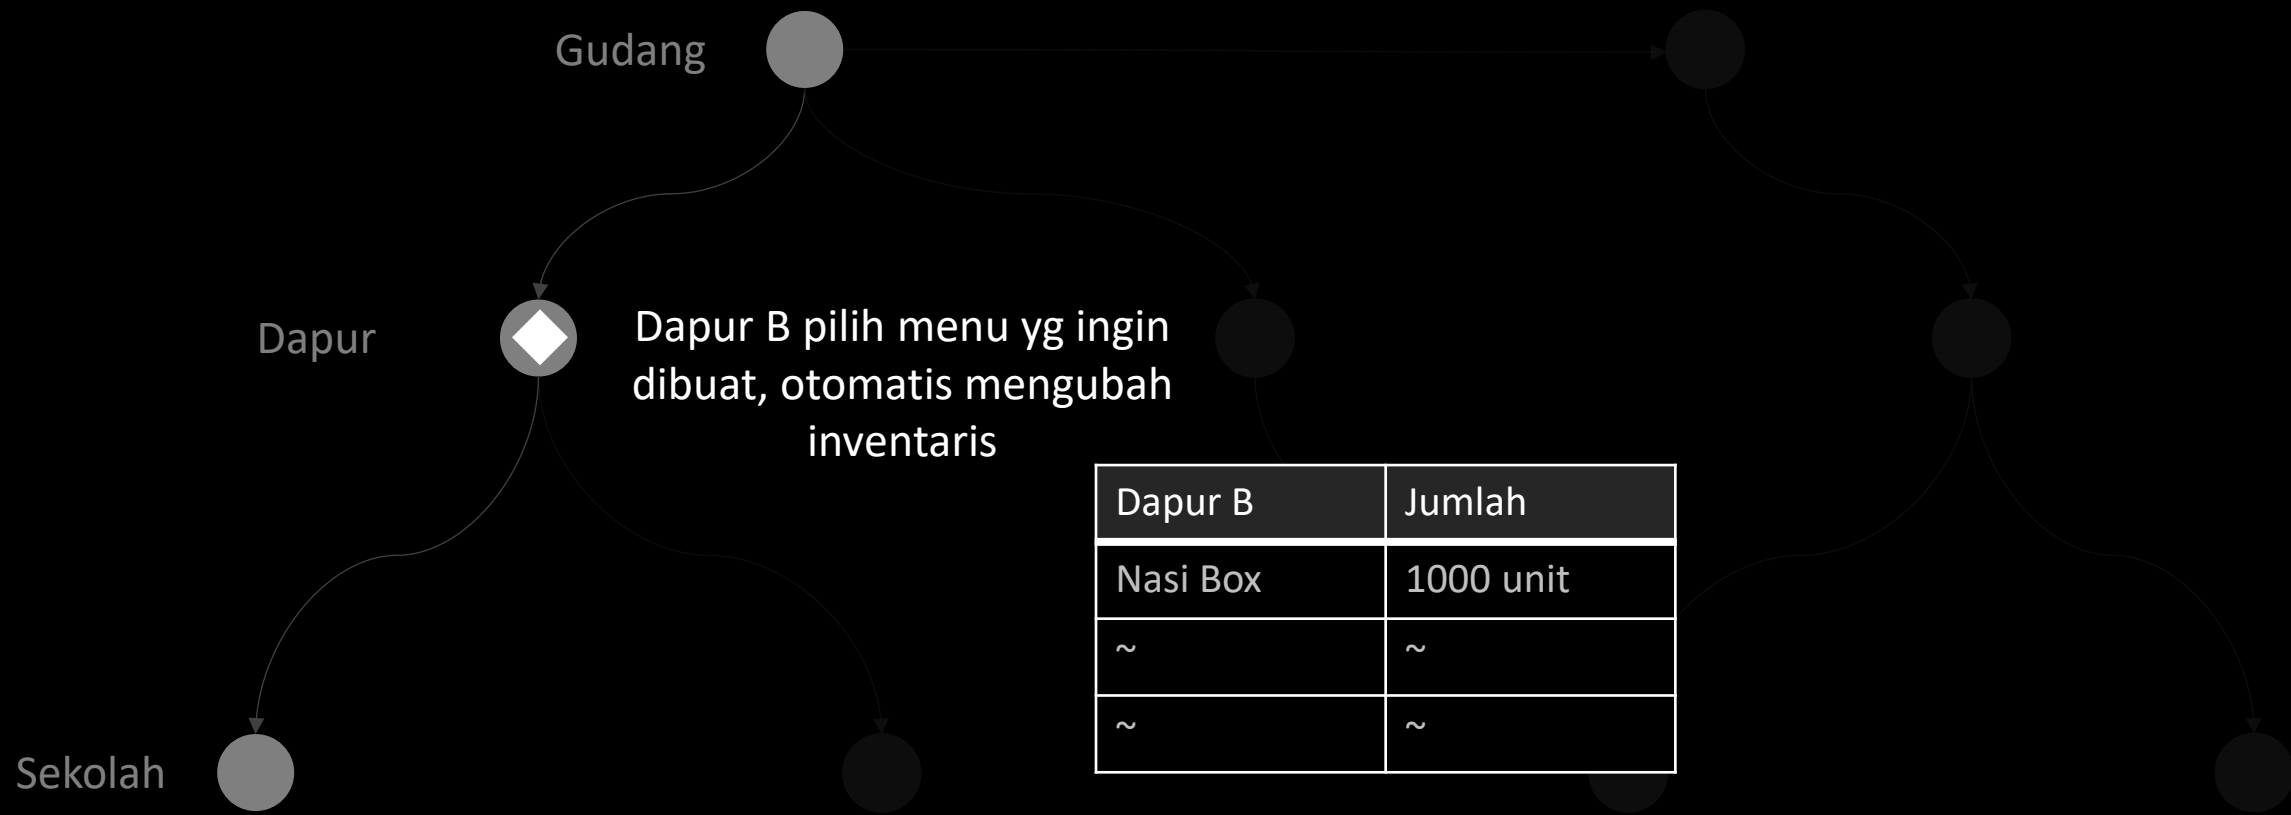 Gudang
Dapur
Dapur B pilih menu yg ingin
dibuat, otomatis mengubah
inventaris
Dapur B Jumlah
Nasi Box 1000 unit
~ ~
~ ~
Sekolah